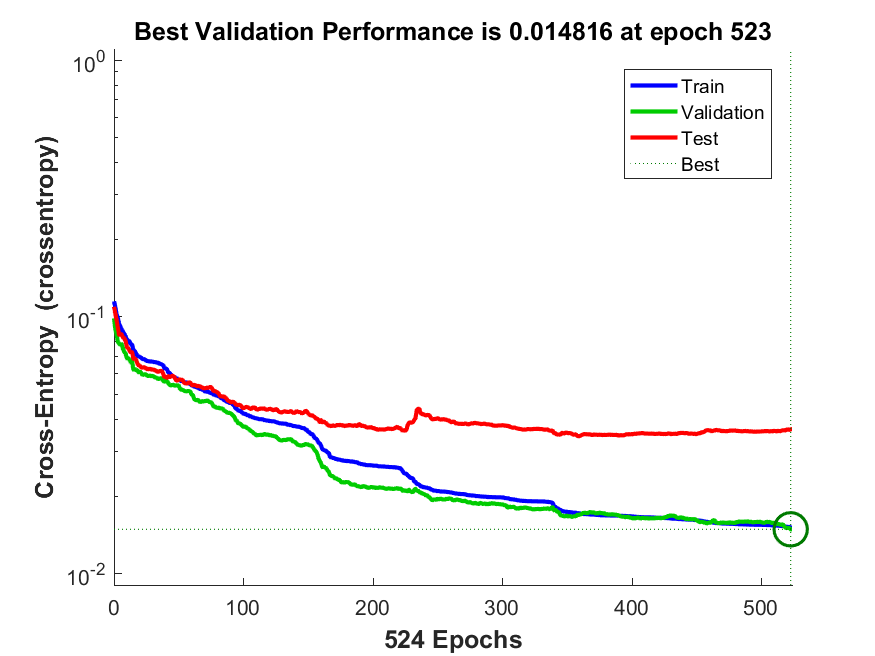 Best Validation Performance is 0.014816 at epoch 523
10^0
Train
Validation
Test
Best
Cross-Entropy  (crossentropy)
10^-1
10^-2
0 100 200 300 400 500
524 Epochs